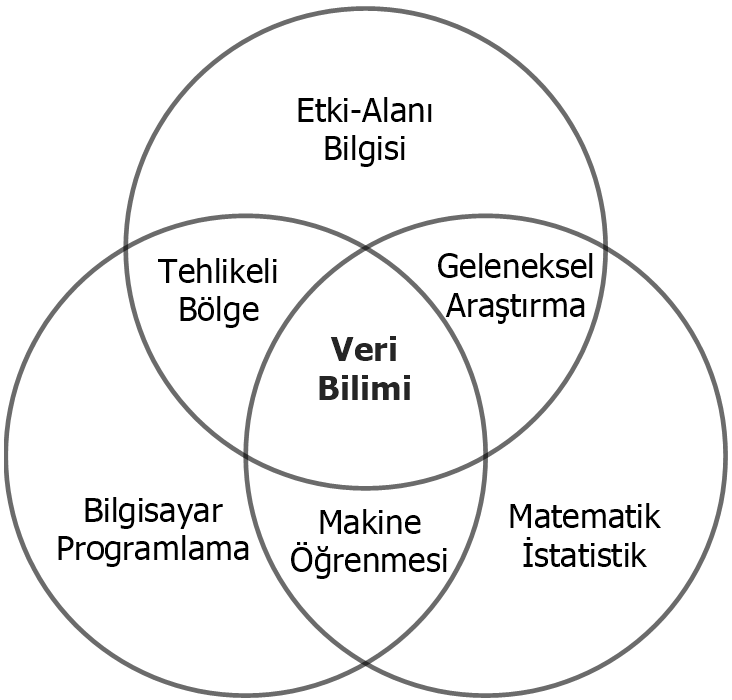 Etki-Alanı
Bilgisi
Tehlikeli
Bölge
Geleneksel
Araştırma
Veri
Bilimi
Bilgisayar
Programlama
Makine
Öğrenmesi
Matematik
İstatistik